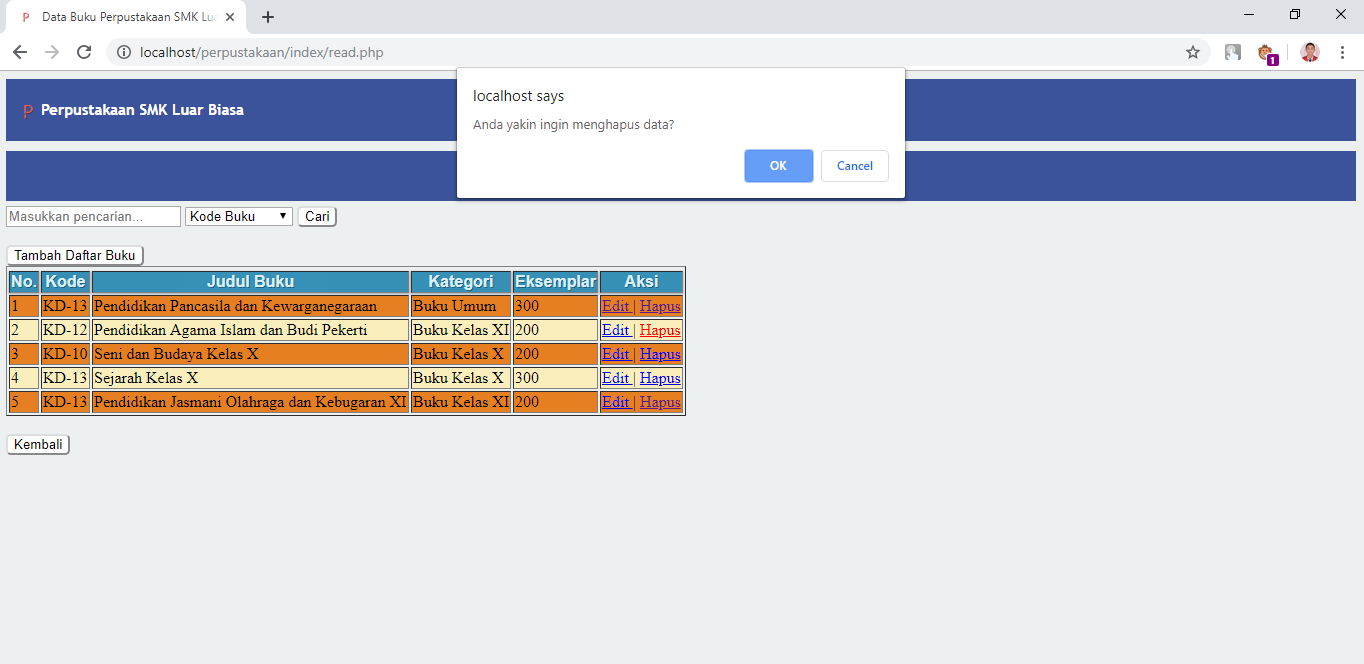 P Data Buku Perpustakaan SMK Lu
localhost/perpustakaan/index/read.php
1
localhost says
Anda yakin ingin menghapus data?
OK Cancel
P Perpustakaan SMK Luar Biasa
Masukkan pencarian... Kode Buku Cari
Tambah Daftar Buku
No. Kode Judul Buku Kategori Eksemplar Aksi
1 KD-13 Pendidikan Pancasila dan Kewarganegaraan Buku Umum 300 Edit | Hapus
2 KD-12 Pendidikan Agama Islam dan Budi Pekerti Buku Kelas XI 200 Edit | Hapus
3 KD-10 Seni dan Budaya Kelas X Buku Kelas X 200 Edit | Hapus
4 KD-13 Sejarah Kelas X Buku Kelas X 300 Edit | Hapus
5 KD-13 Pendidikan Jasmani Olahraga dan Kebugaran XI Buku Kelas XI 200 Edit | Hapus
Kembali